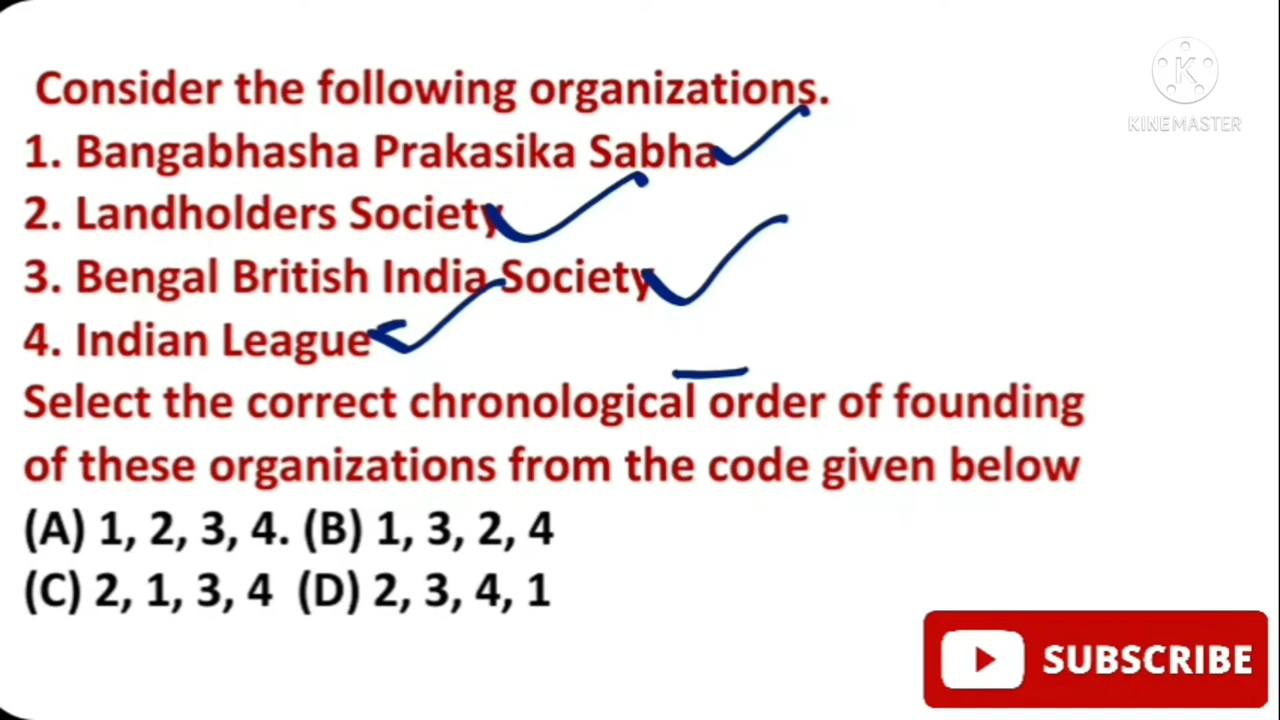 Consider the following organizations.
1. Bangabhasha Prakasika Sabha
2. Landholders Society
3. Bengal British India Society
4. Indian League
Select the correct chronological order of founding
of these organizations from the code given below
(A) 1, 2, 3, 4. (B) 1, 3, 2, 4
(C) 2, 1, 3, 4 (D) 2, 3, 4, 1
K
KINEMASTER
SUBSCRIBE